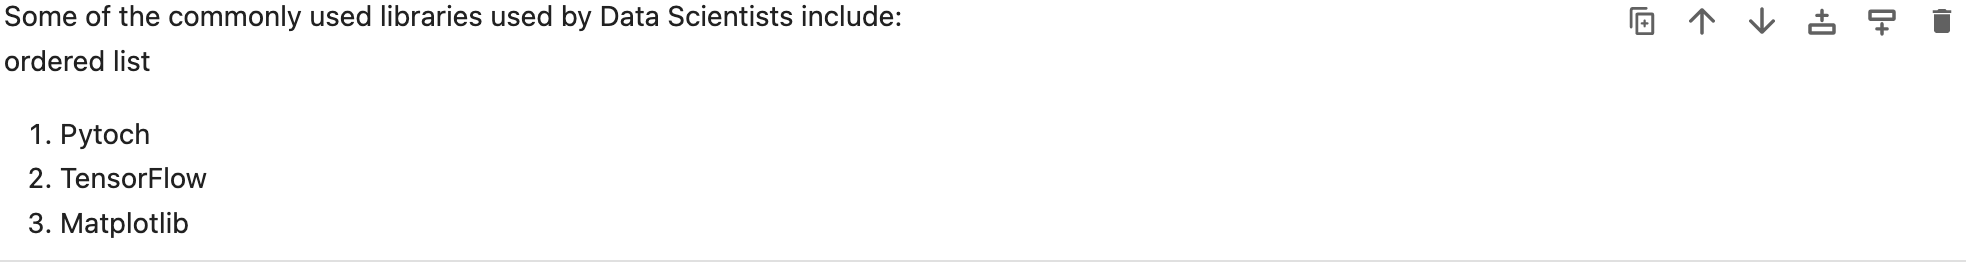 Some of the commonly used libraries used by Data Scientists include:
ordered list
1. Pytoch
2. TensorFlow
3. Matplotlib